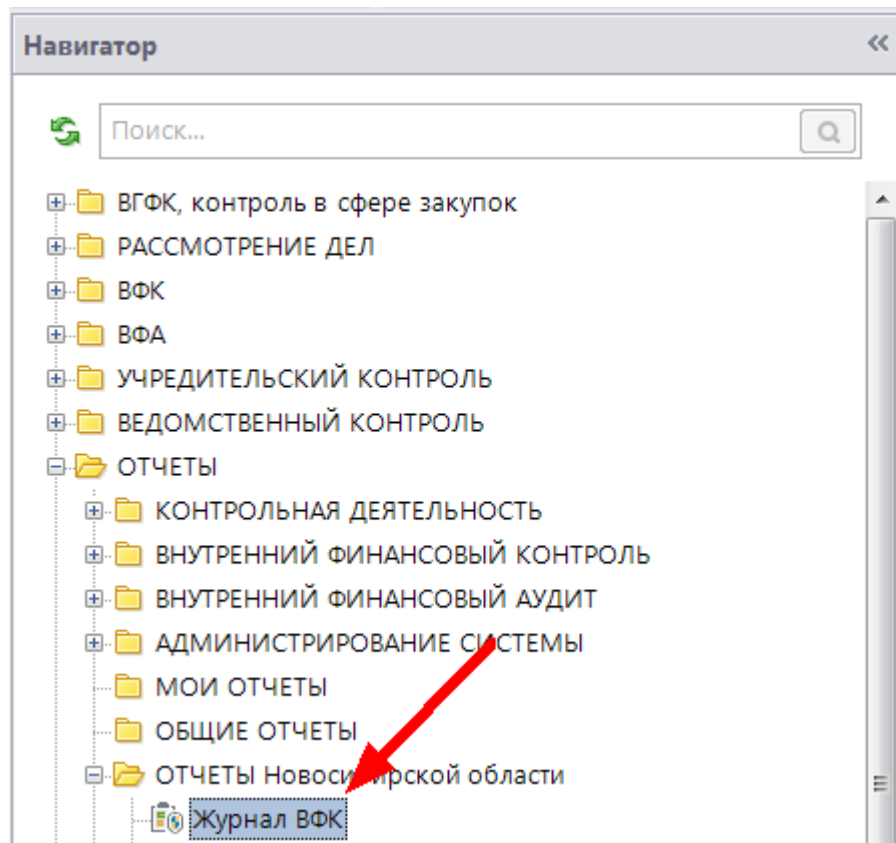 Навигатор
Поиск...
ВГФК, контроль в сфере закупок
РАССМОТРЕНИЕ ДЕЛ
ВФК
ВФА
УЧРЕДИТЕЛЬСКИЙ КОНТРОЛЬ
ВЕДОМСТВЕННЫЙ КОНТРОЛЬ
ОТЧЕТЫ
КОНТРОЛЬНАЯ ДЕЯТЕЛЬНОСТЬ
ВНУТРЕННИЙ ФИНАНСОВЫЙ КОНТРОЛЬ
ВНУТРЕННИЙ ФИНАНСОВЫЙ АУДИТ
АДМИНИСТРИРОВАНИЕ СИСТЕМЫ
МОИ ОТЧЕТЫ
ОБЩИЕ ОТЧЕТЫ
ОТЧЕТЫ Новосибирской области
Журнал ВФК